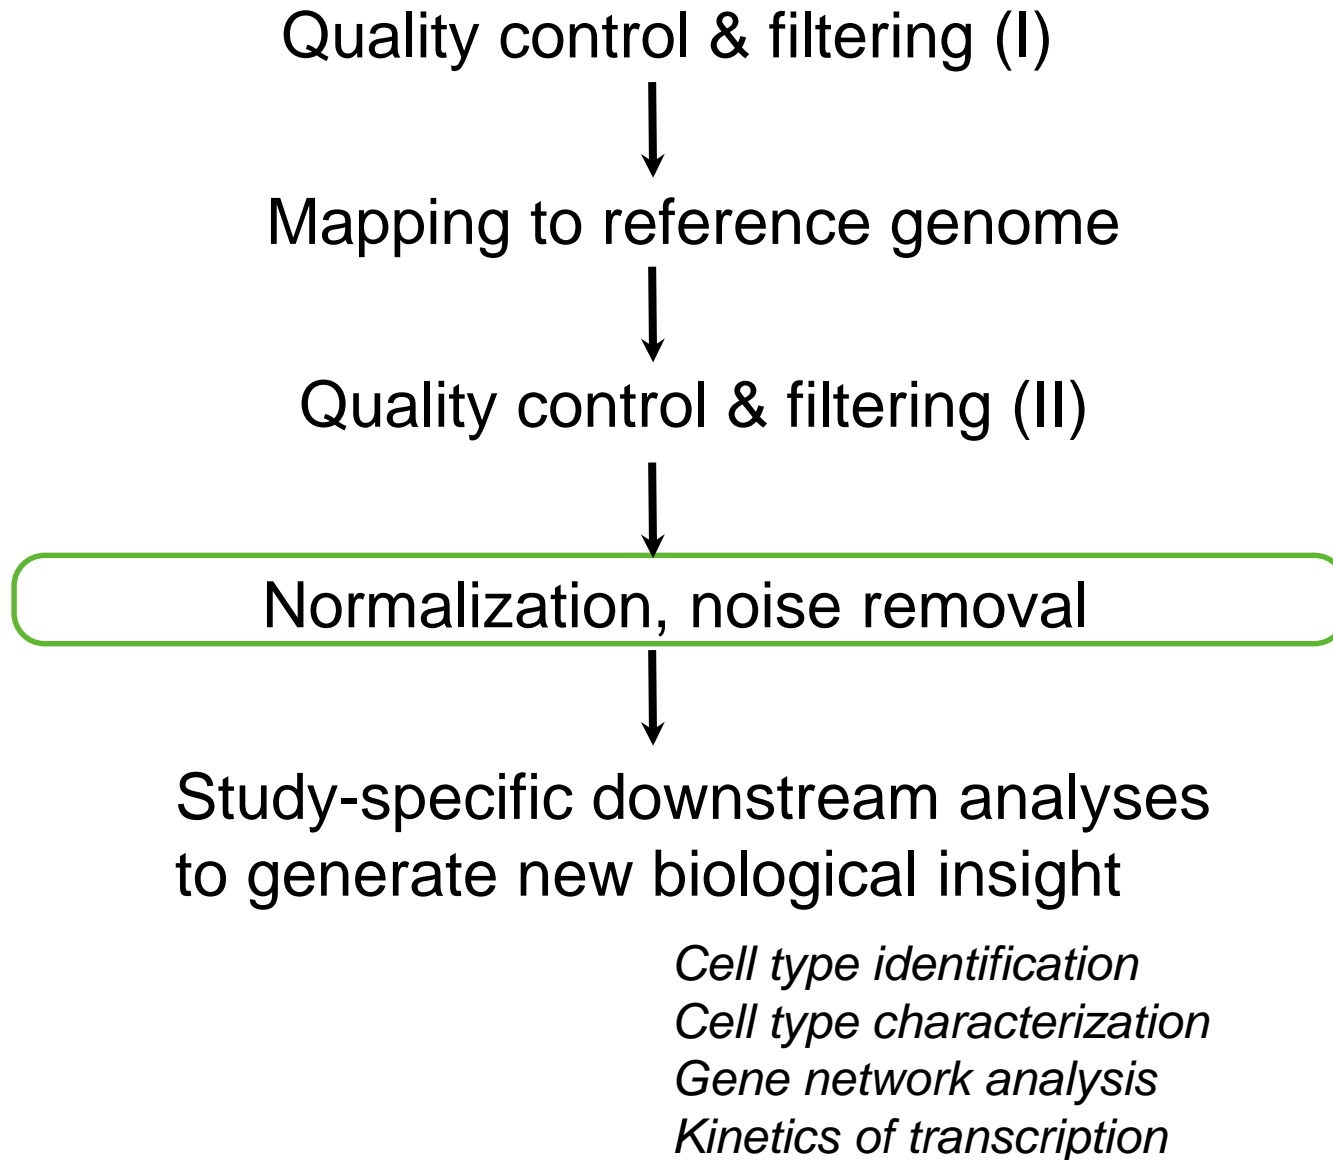 Quality control & filtering (I)
Mapping to reference genome
Quality control & filtering (II)
Normalization, noise removal
Study-specific downstream analyses
to generate new biological insight
Cell type identification
Cell type characterization
Gene network analysis
Kinetics of transcription